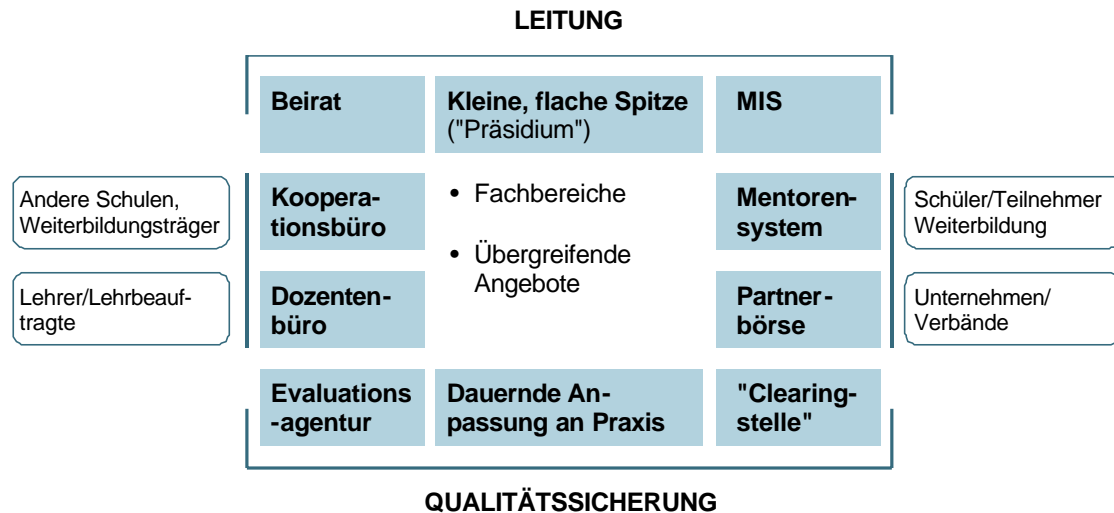 LEITUNG
Beirat
Kleine, flache Spitze
("Präsidium")
MIS
Andere Schulen,
Weiterbildungsträger
Koopera-
tionsbüro
• Fachbereiche
Mentoren-
system
Schüler/Teilnehmer
Weiterbildung
• Übergreifende
Angebote
Lehrer/Lehrbeauf-
tragte
Dozenten-
büro
Partner-
börse
Unternehmen/
Verbände
Evaluations
-agentur
Dauernde An-
passung an Praxis
"Clearing-
stelle"
QUALITÄTSSICHERUNG